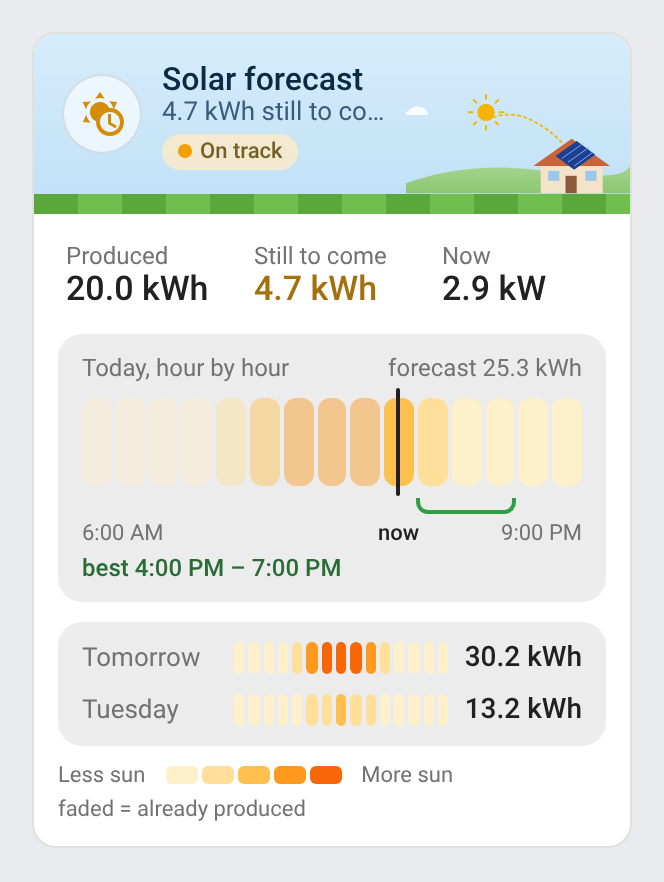 Solar forecast
4.7 kWh still to co…
On track
Produced
20.0 kWh
Still to come
4.7 kWh
Now
2.9 kW
Today, hour by hour
forecast 25.3 kWh
6:00 AM
now
9:00 PM
best 4:00 PM – 7:00 PM
Tomorrow
30.2 kWh
Tuesday
13.2 kWh
Less sun
More sun
faded = already produced